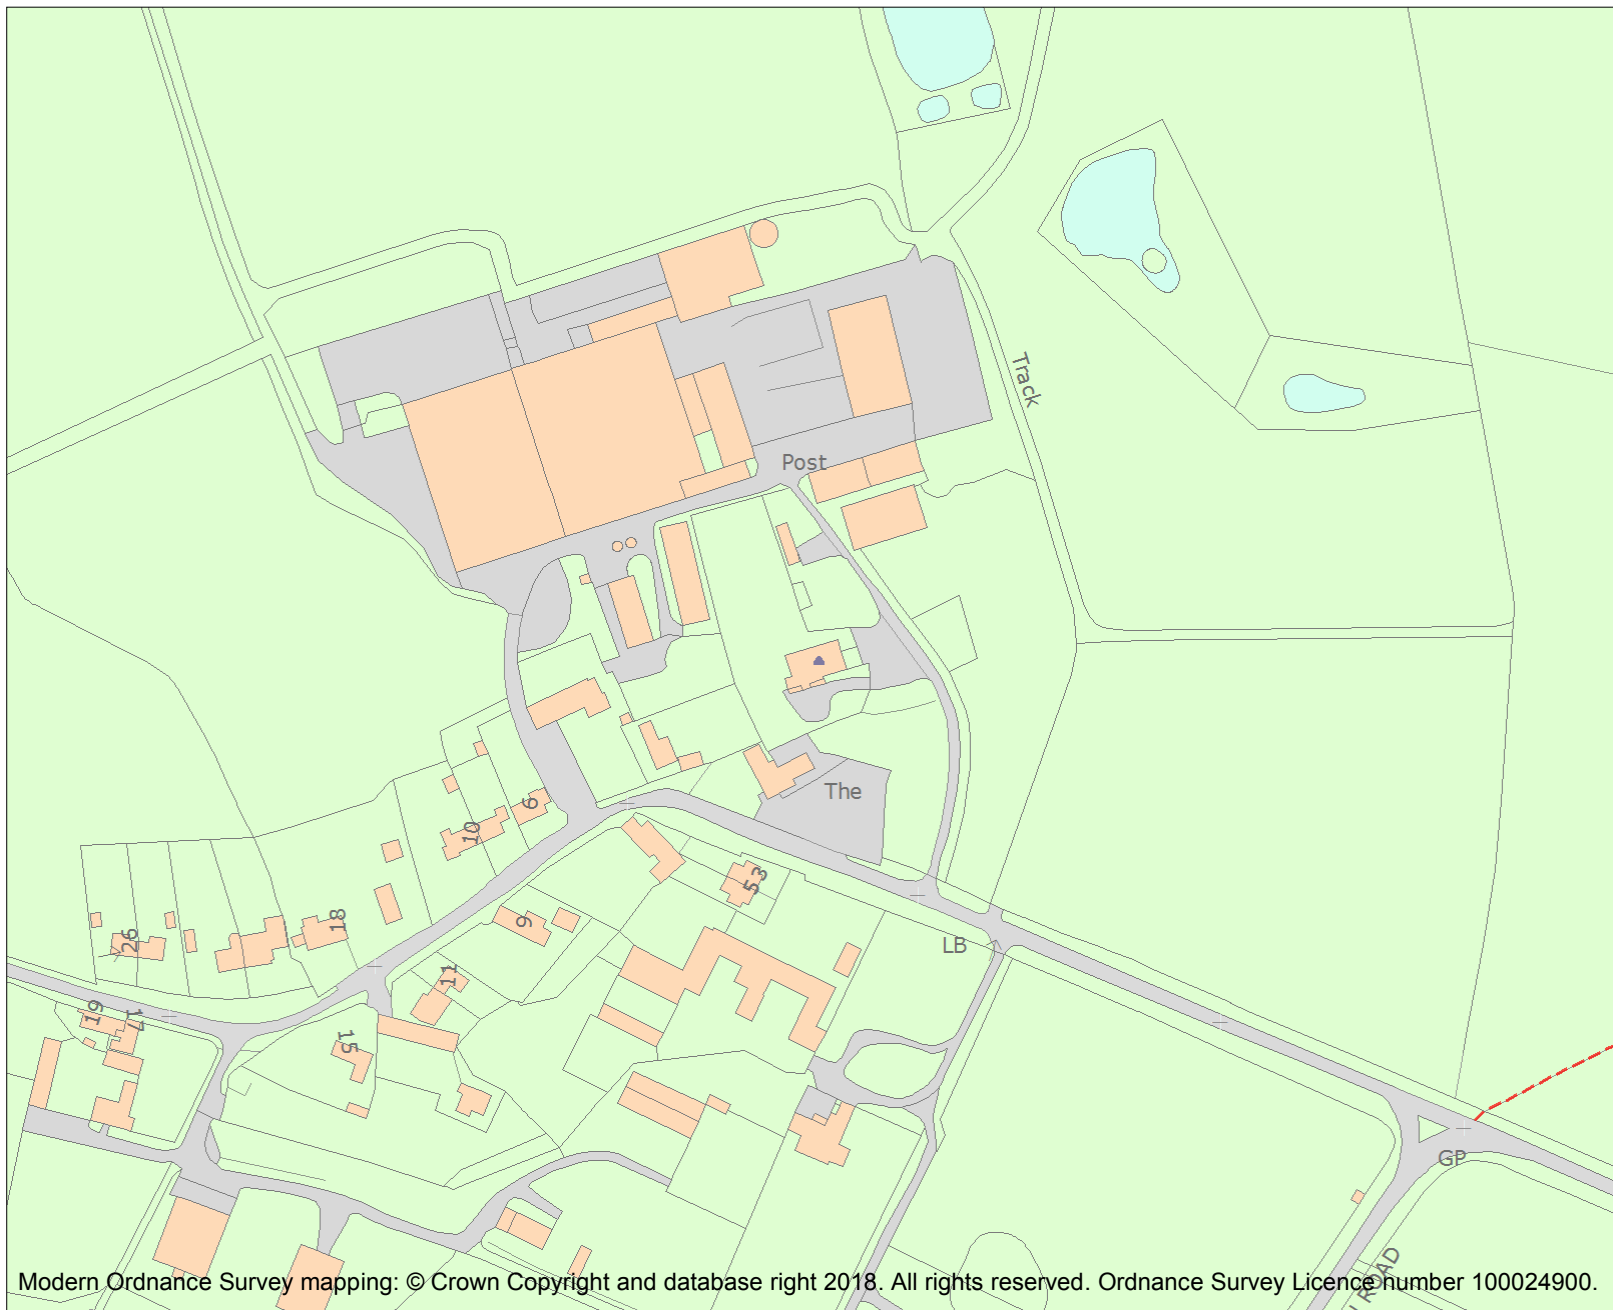 Track
Post
The
6
10
53
18
9
26
LB
11
19
17
15
GP
ROAD
Modern Ordnance Survey mapping: © Crown Copyright and database right 2018. All rights reserved. Ordnance Survey Licence number 100024900.